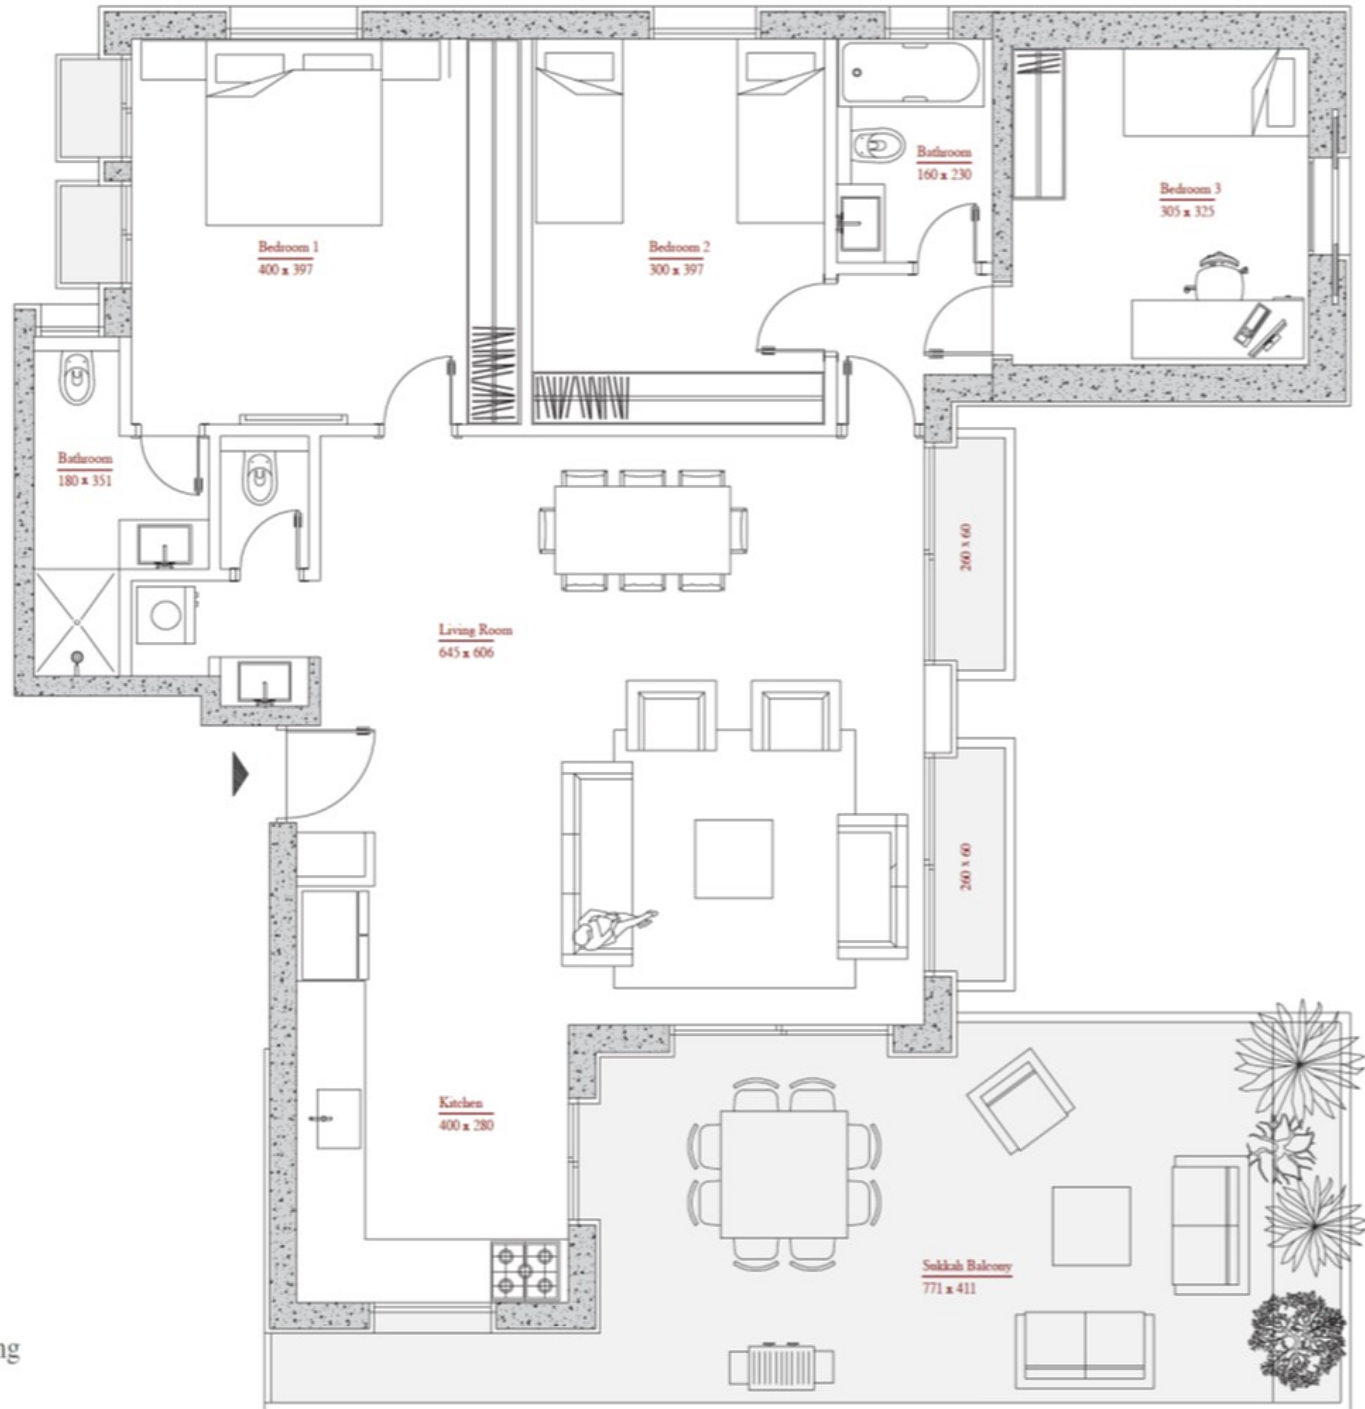 Bathroom
160 x 230
Bedroom 3
305 x 325
Bedroom 1
400 x 397
Bedroom 2
300 x 397
Bathroom
180 x 351
260 x 60
Living Room
645 x 606
260 x 60
Kitchen
400 x 280
Sukkah Balcony
771 x 411
ng